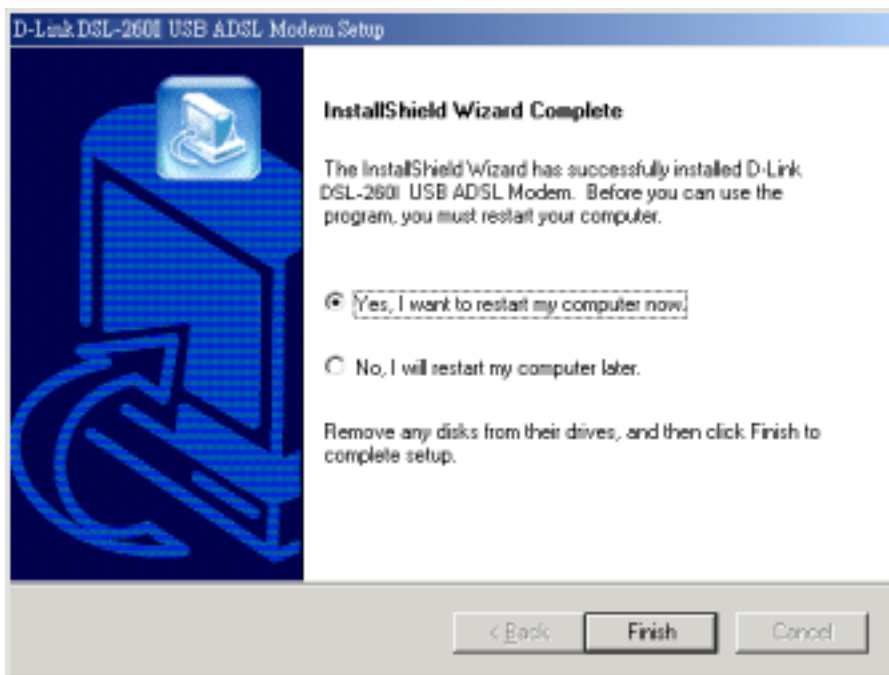 D-Link DSL-260I USB ADSL Modem Setup
InstallShield Wizard Complete
The InstallShield Wizard has successfully installed D-Link
DSL-260I USB ADSL Modem. Before you can use the
program, you must restart your computer.
Yes, I want to restart my computer now.
No, I will restart my computer later.
Remove any disks from their drives, and then click Finish to
complete setup.
< Back
Finish
Cancel